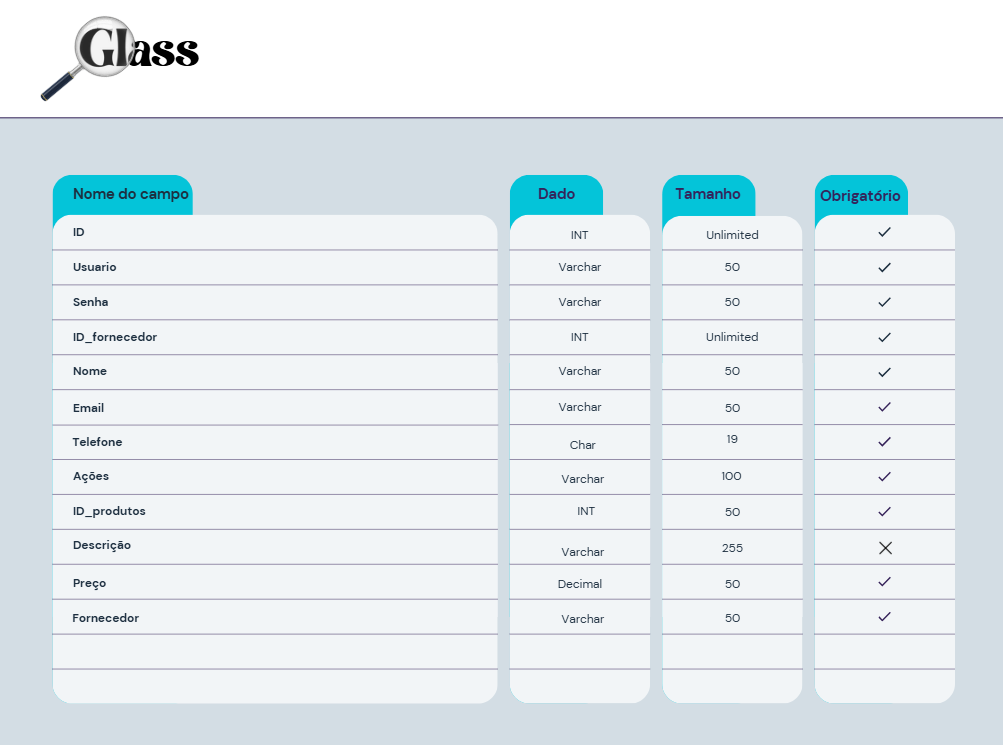 Glass
Nome do campo Dado Tamanho Obrigatório
ID INT Unlimited ✓
Usuario Varchar 50 ✓
Senha Varchar 50 ✓
ID_fornecedor INT Unlimited ✓
Nome Varchar 50 ✓
Email Varchar 50 ✓
Telefone Char 19 ✓
Ações Varchar 100 ✓
ID_produtos INT 50 ✓
Descrição Varchar 255 ✕
Preço Decimal 50 ✓
Fornecedor Varchar 50 ✓